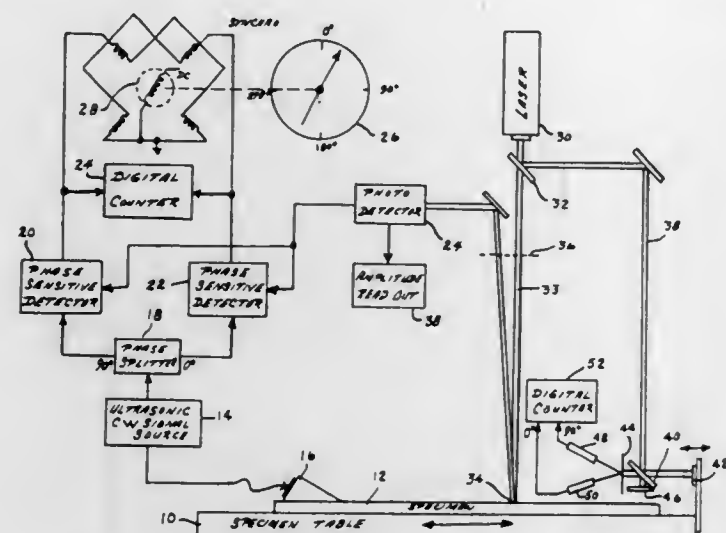 SYNCHRO
0°
DC
28
270°
90°
26
180°
LASER
30
24
DIGITAL
COUNTER
PHOTO
DETECTOR
24
32
38
20
PHASE
SENSITIVE
DETECTOR
22
PHASE
SENSITIVE
DETECTOR
36
33
AMPLITUDE
READ OUT
38
18
PHASE
SPLITTER
90°
0°
52
DIGITAL
COUNTER
ULTRASONIC
CW SIGNAL
SOURCE
14
0°
90°
48
44
40
42
50
46
16
12
34
SPECIMEN
10
SPECIMEN TABLE